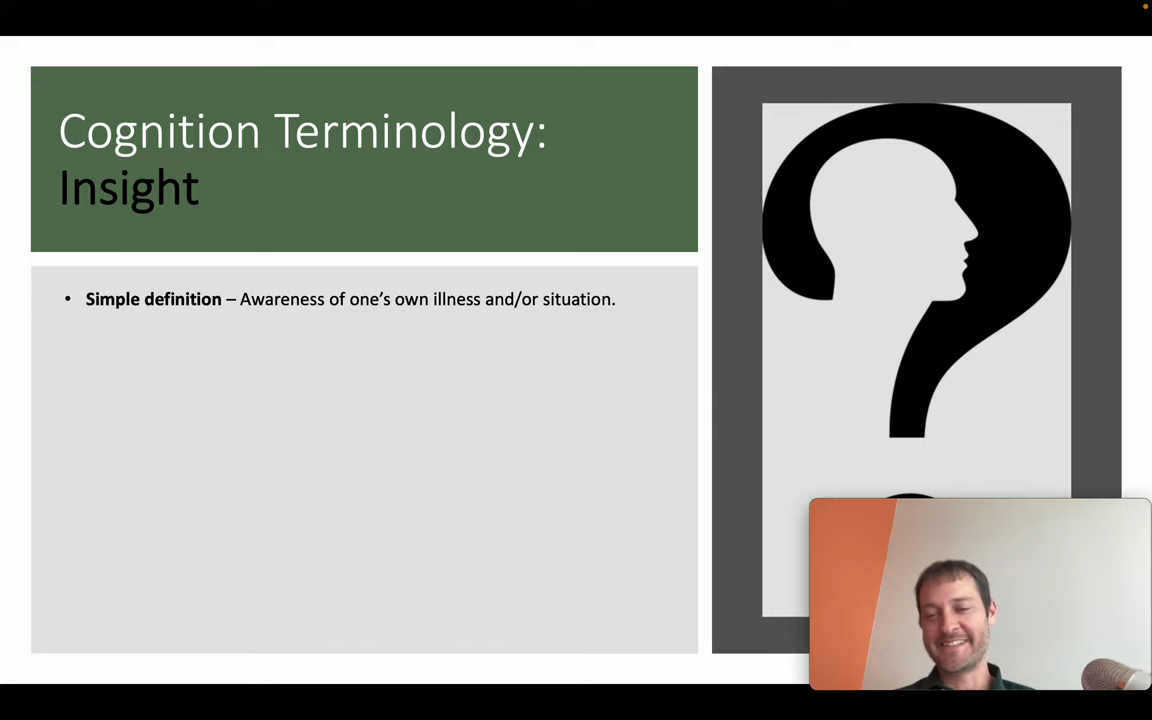 Cognition Terminology:
Insight
• Simple definition – Awareness of one’s own illness and/or situation.